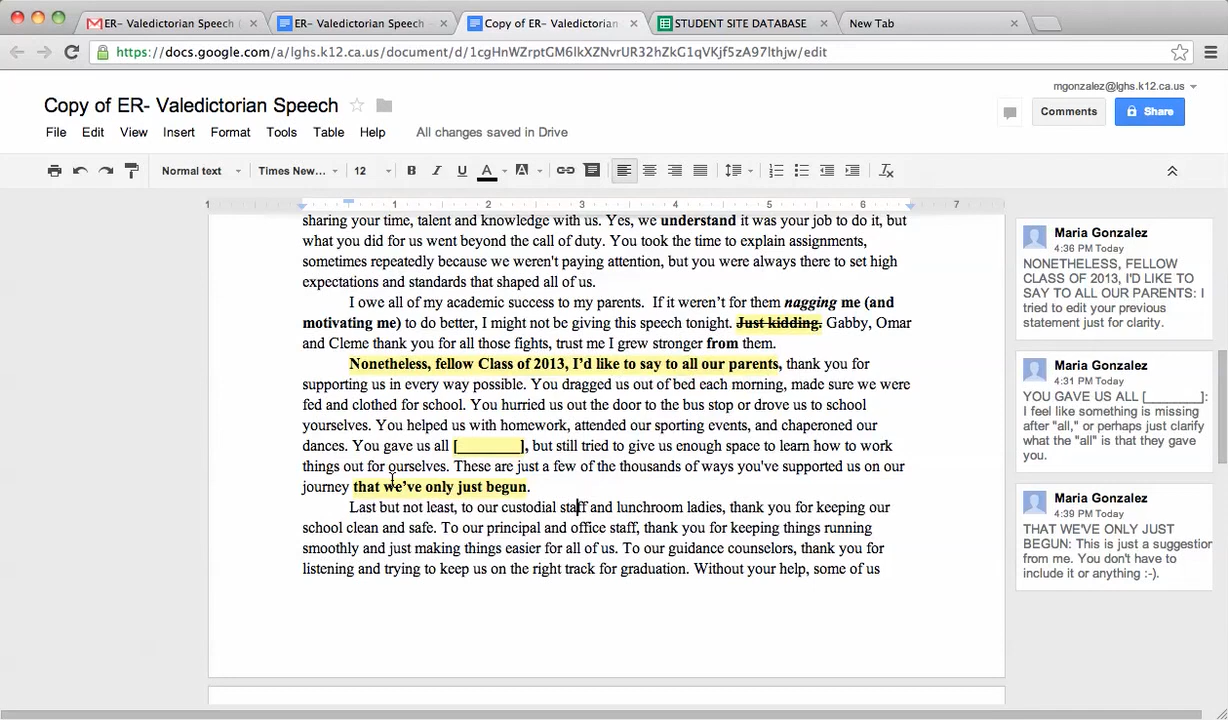 ER- Valedictorian Speech (
ER- Valedictorian Speech -
Copy of ER- Valedictorian
STUDENT SITE DATABASE
New Tab
https://docs.google.com/a/lghs.k12.ca.us/document/d/1cgHnWZrptGM6lkXZNvrUR32hZkG1qVKjf5zA97lthjw/edit
mgonzalez@lghs.k12.ca.us
Copy of ER- Valedictorian Speech
Comments
Share
File Edit View Insert Format Tools Table Help All changes saved in Drive
Normal text Times New... 12 B I U A A
1 1 2 3 4 5 6 7
sharing your time, talent and knowledge with us. Yes, we understand it was your job to do it, but
what you did for us went beyond the call of duty. You took the time to explain assignments,
sometimes repeatedly because we weren't paying attention, but you were always there to set high
expectations and standards that shaped all of us.
I owe all of my academic success to my parents. If it weren't for them nagging me (and
motivating me) to do better, I might not be giving this speech tonight. Just kidding. Gabby, Omar
and Cleme thank you for all those fights, trust me I grew stronger from them.
Nonetheless, fellow Class of 2013, I'd like to say to all our parents, thank you for
supporting us in every way possible. You dragged us out of bed each morning, made sure we were
fed and clothed for school. You hurried us out the door to the bus stop or drove us to school
yourselves. You helped us with homework, attended our sporting events, and chaperoned our
dances. You gave us all [________], but still tried to give us enough space to learn how to work
things out for ourselves. These are just a few of the thousands of ways you've supported us on our
journey that we've only just begun.
Last but not least, to our custodial staff and lunchroom ladies, thank you for keeping our
school clean and safe. To our principal and office staff, thank you for keeping things running
smoothly and just making things easier for all of us. To our guidance counselors, thank you for
listening and trying to keep us on the right track for graduation. Without your help, some of us
Maria Gonzalez
4:36 PM Today
NONETHELESS, FELLOW
CLASS OF 2013, I'D LIKE TO
SAY TO ALL OUR PARENTS: I
tried to edit your previous
statement just for clarity.
Maria Gonzalez
4:31 PM Today
YOU GAVE US ALL [________]:
I feel like something is missing
after "all," or perhaps just clarify
what the "all" is that they gave
you.
Maria Gonzalez
4:39 PM Today
THAT WE'VE ONLY JUST
BEGUN: This is just a suggestion
from me. You don't have to
include it or anything :-).